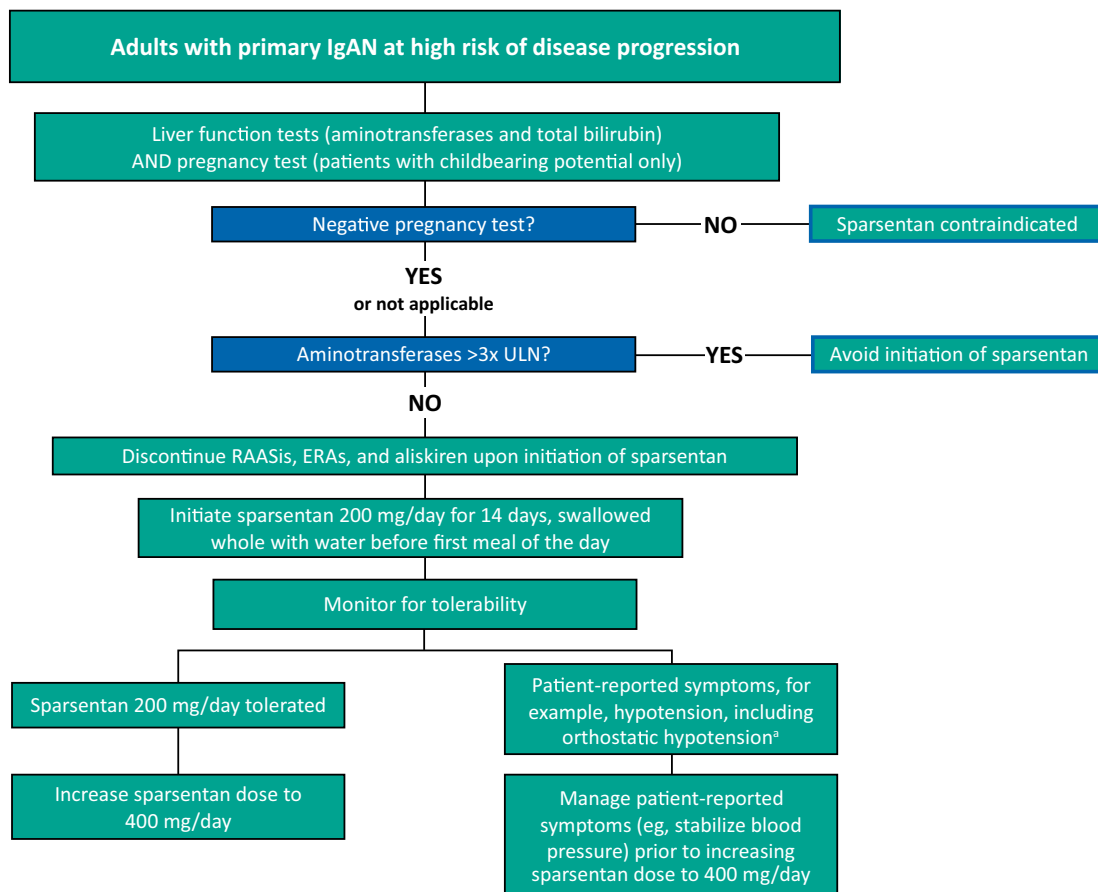 Adults with primary IgAN at high risk of disease progression
Liver function tests (aminotransferases and total bilirubin)
AND pregnancy test (patients with childbearing potential only)
Negative pregnancy test?
NO
Sparsentan contraindicated
YES
or not applicable
Aminotransferases >3x ULN?
YES
Avoid initiation of sparsentan
NO
Discontinue RAASis, ERAs, and aliskiren upon initiation of sparsentan
Initiate sparsentan 200 mg/day for 14 days, swallowed
whole with water before first meal of the day
Monitor for tolerability
Sparsentan 200 mg/day tolerated
Increase sparsentan dose to
400 mg/day
Patient-reported symptoms, for
example, hypotension, including
orthostatic hypotensionᵃ
Manage patient-reported
symptoms (eg, stabilize blood
pressure) prior to increasing
sparsentan dose to 400 mg/day